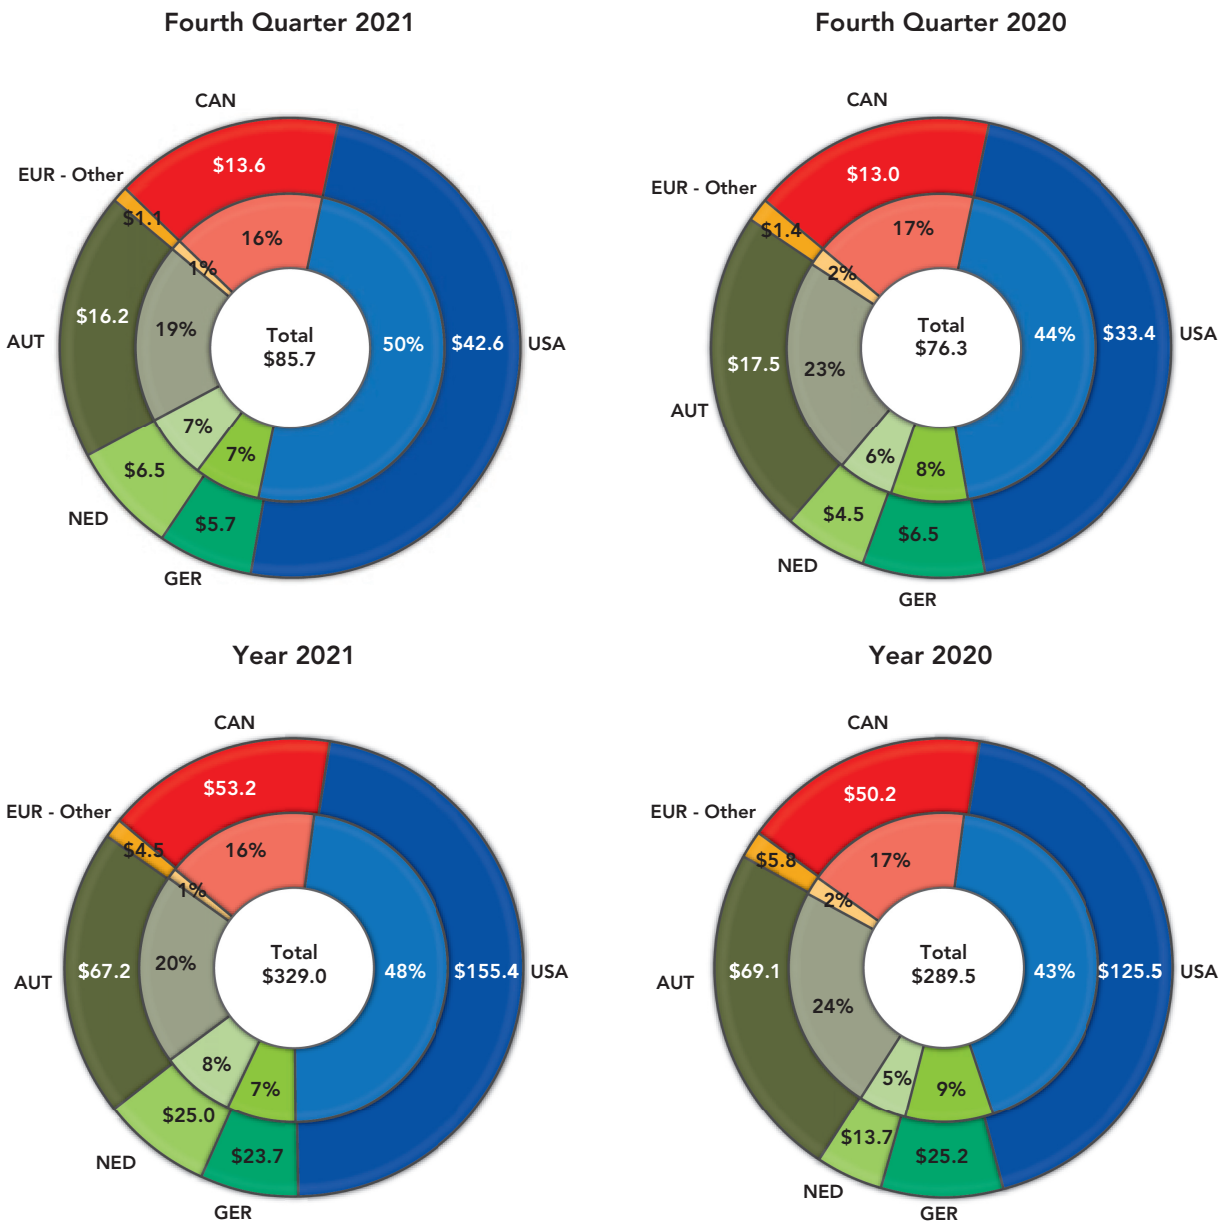 Fourth Quarter 2021
CAN
EUR - Other
$13.6
$1.1
16%
1%
$16.2
19%
AUT
Total
$85.7
50%
$42.6
USA
7%
7%
$6.5
NED
$5.7
GER
Fourth Quarter 2020
CAN
EUR - Other
$13.0
$1.4
17%
2%
Total
$76.3
44%
$33.4
USA
$17.5
23%
AUT
6%
8%
$4.5
$6.5
NED
GER
Year 2021
CAN
EUR - Other
$53.2
$4.5
16%
1%
AUT
$67.2
20%
Total
$329.0
48%
$155.4
USA
8%
7%
$25.0
$23.7
NED
GER
Year 2020
CAN
EUR - Other
$50.2
$5.8
17%
2%
AUT
$69.1
24%
Total
$289.5
43%
$125.5
USA
5%
9%
$13.7
$25.2
NED
GER